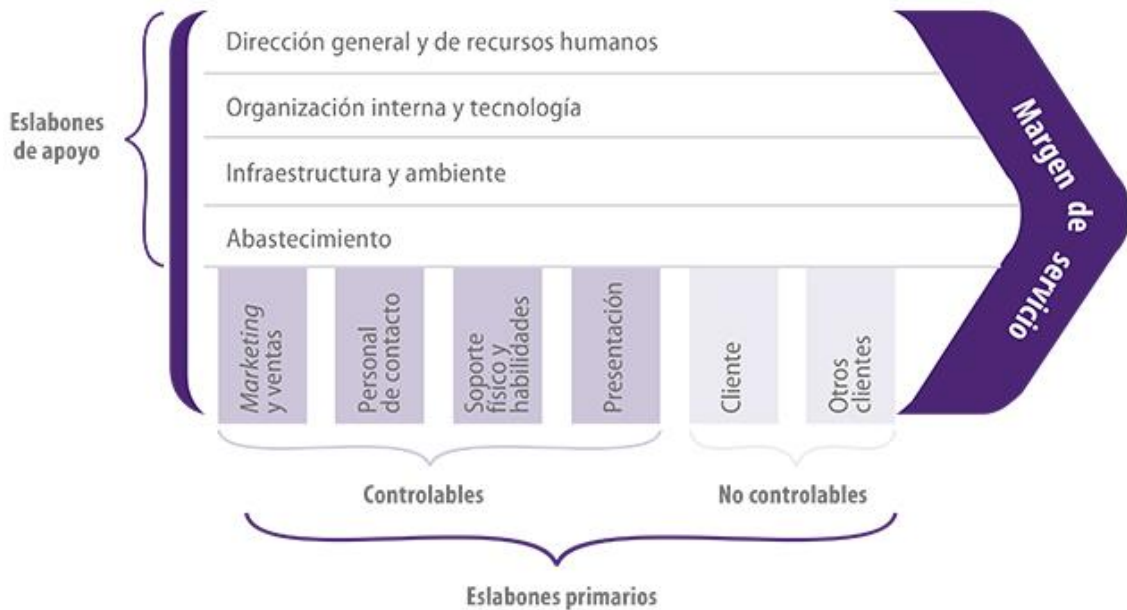 Dirección general y de recursos humanos
Organización interna y tecnología
Infraestructura y ambiente
Abastecimiento
Eslabones
de apoyo
Margen de servicio
Marketing
y ventas
Personal
de contacto
Soporte
físico y
habilidades
Presentación
Cliente
Otros
clientes
Controlables
No controlables
Eslabones primarios